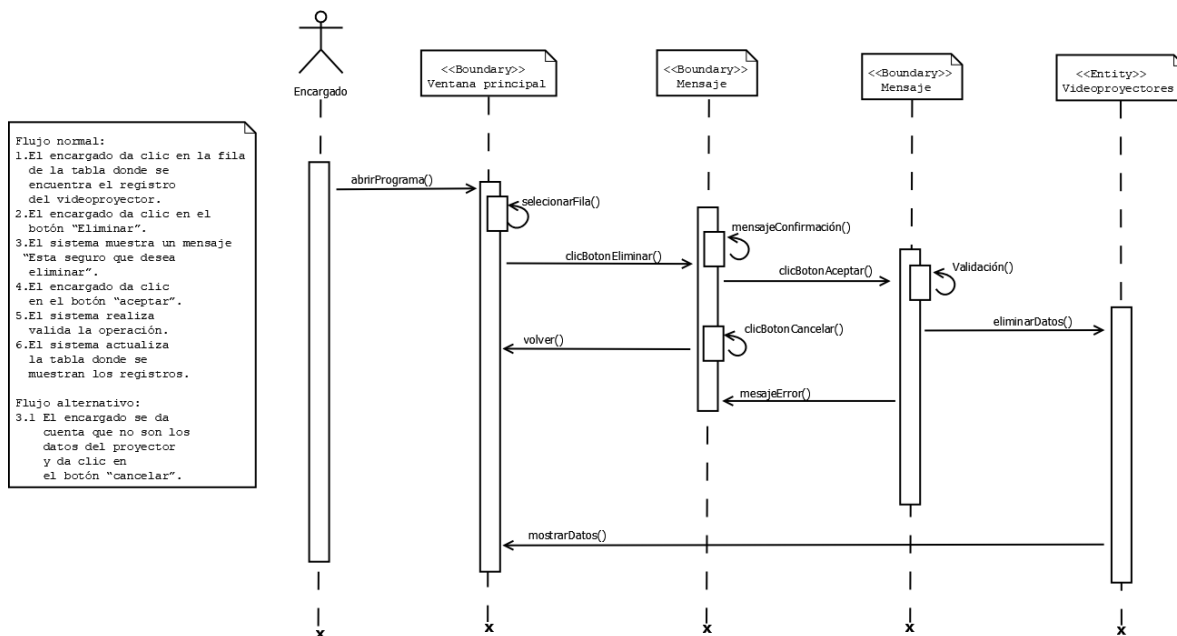 <<Boundary>>
Ventana principal
<<Boundary>>
Mensaje
<<Boundary>>
Mensaje
<<Entity>>
Videoproyectores
Encargado
Flujo normal:
1.El encargado da clic en la fila
de la tabla donde se
encuentra el registro
del videoproyector.
2.El encargado da clic en el
botón “Eliminar”.
3.El sistema muestra un mensaje
“Esta seguro que desea
eliminar”.
4.El encargado da clic
en el botón “aceptar”.
5.El sistema realiza
valida la operación.
6.El sistema actualiza
la tabla donde se
muestran los registros.
Flujo alternativo:
3.1 El encargado se da
cuenta que no son los
datos del proyector
y da clic en
el botón “cancelar”.
abrirPrograma()
selecionarFila()
mensajeConfirmación()
clicBotonEliminar()
clicBotonAceptar()
Validación()
eliminarDatos()
clicBotonCancelar()
volver()
mesajeError()
mostrarDatos()
x
x
x
x
x